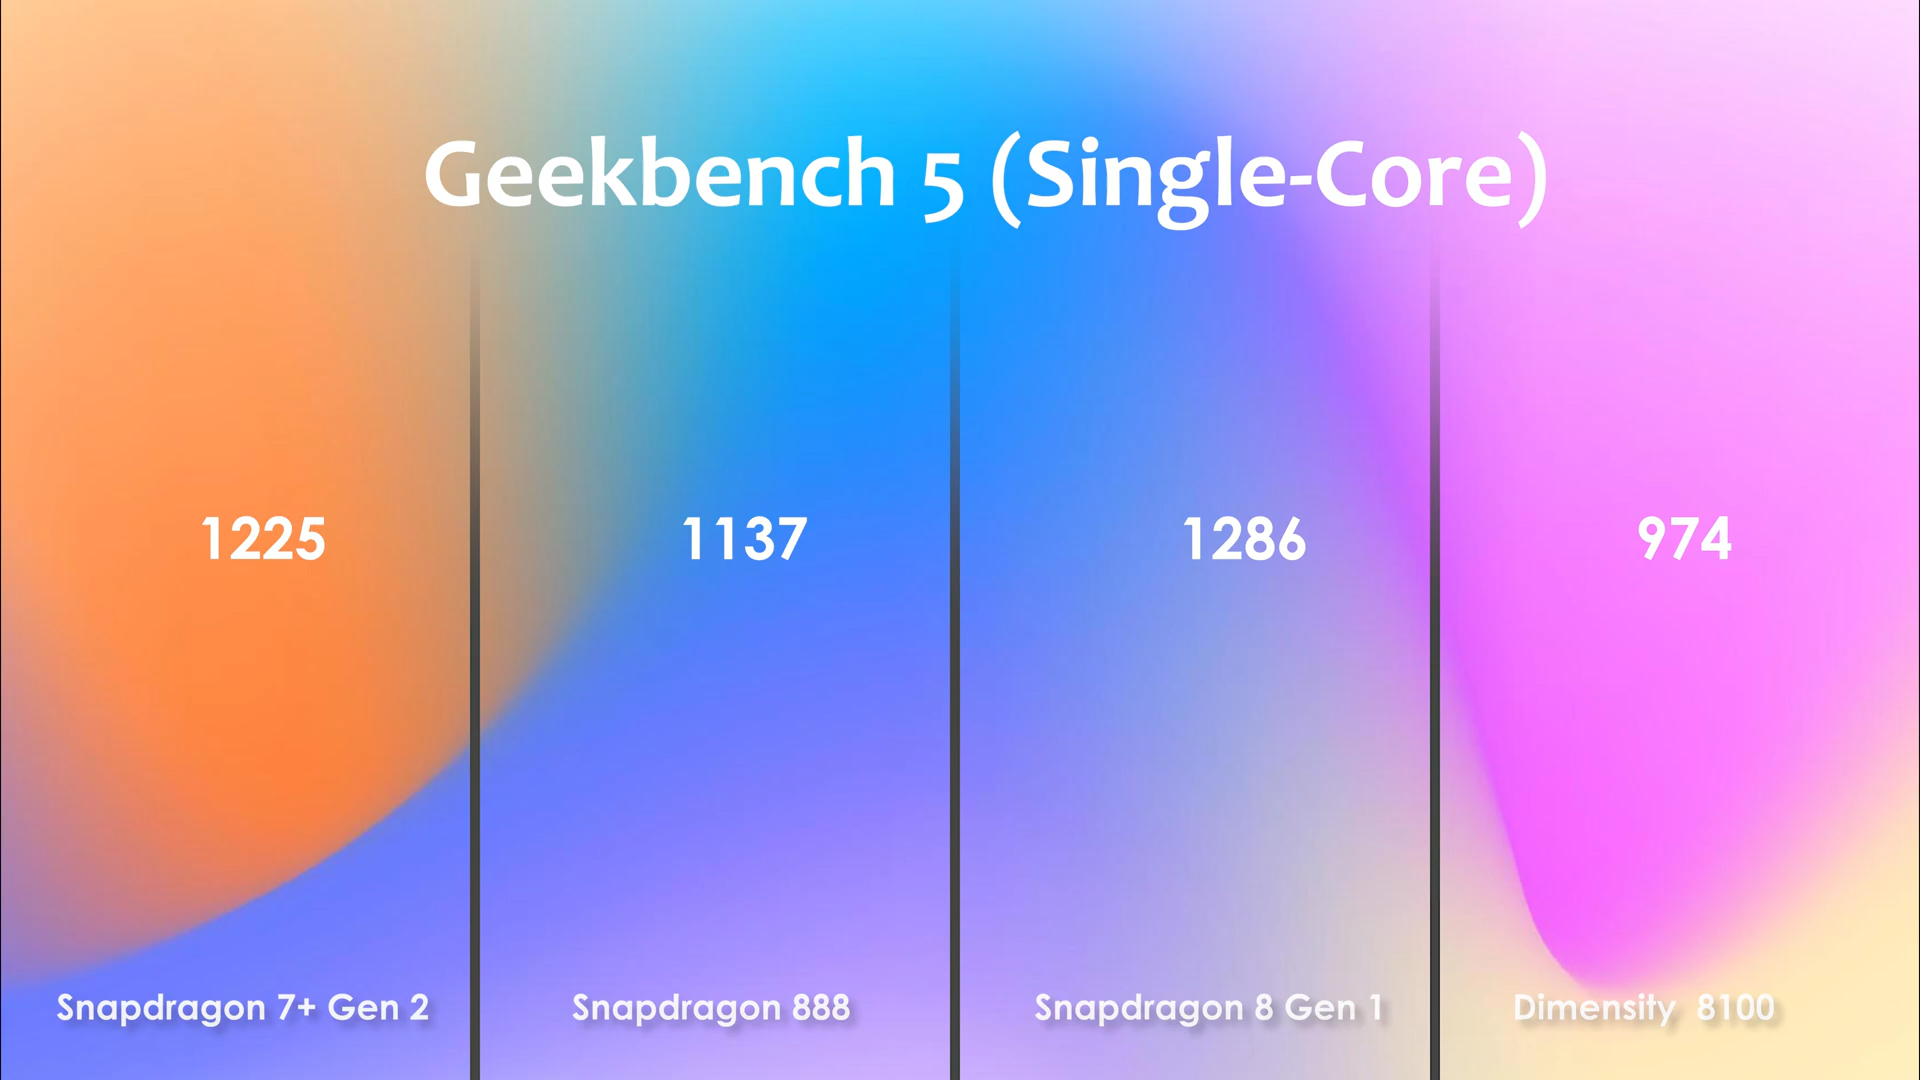 Geekbench 5 (Single-Core)
1225
1137
1286
974
Snapdragon 7+ Gen 2
Snapdragon 888
Snapdragon 8 Gen 1
Dimensity 8100